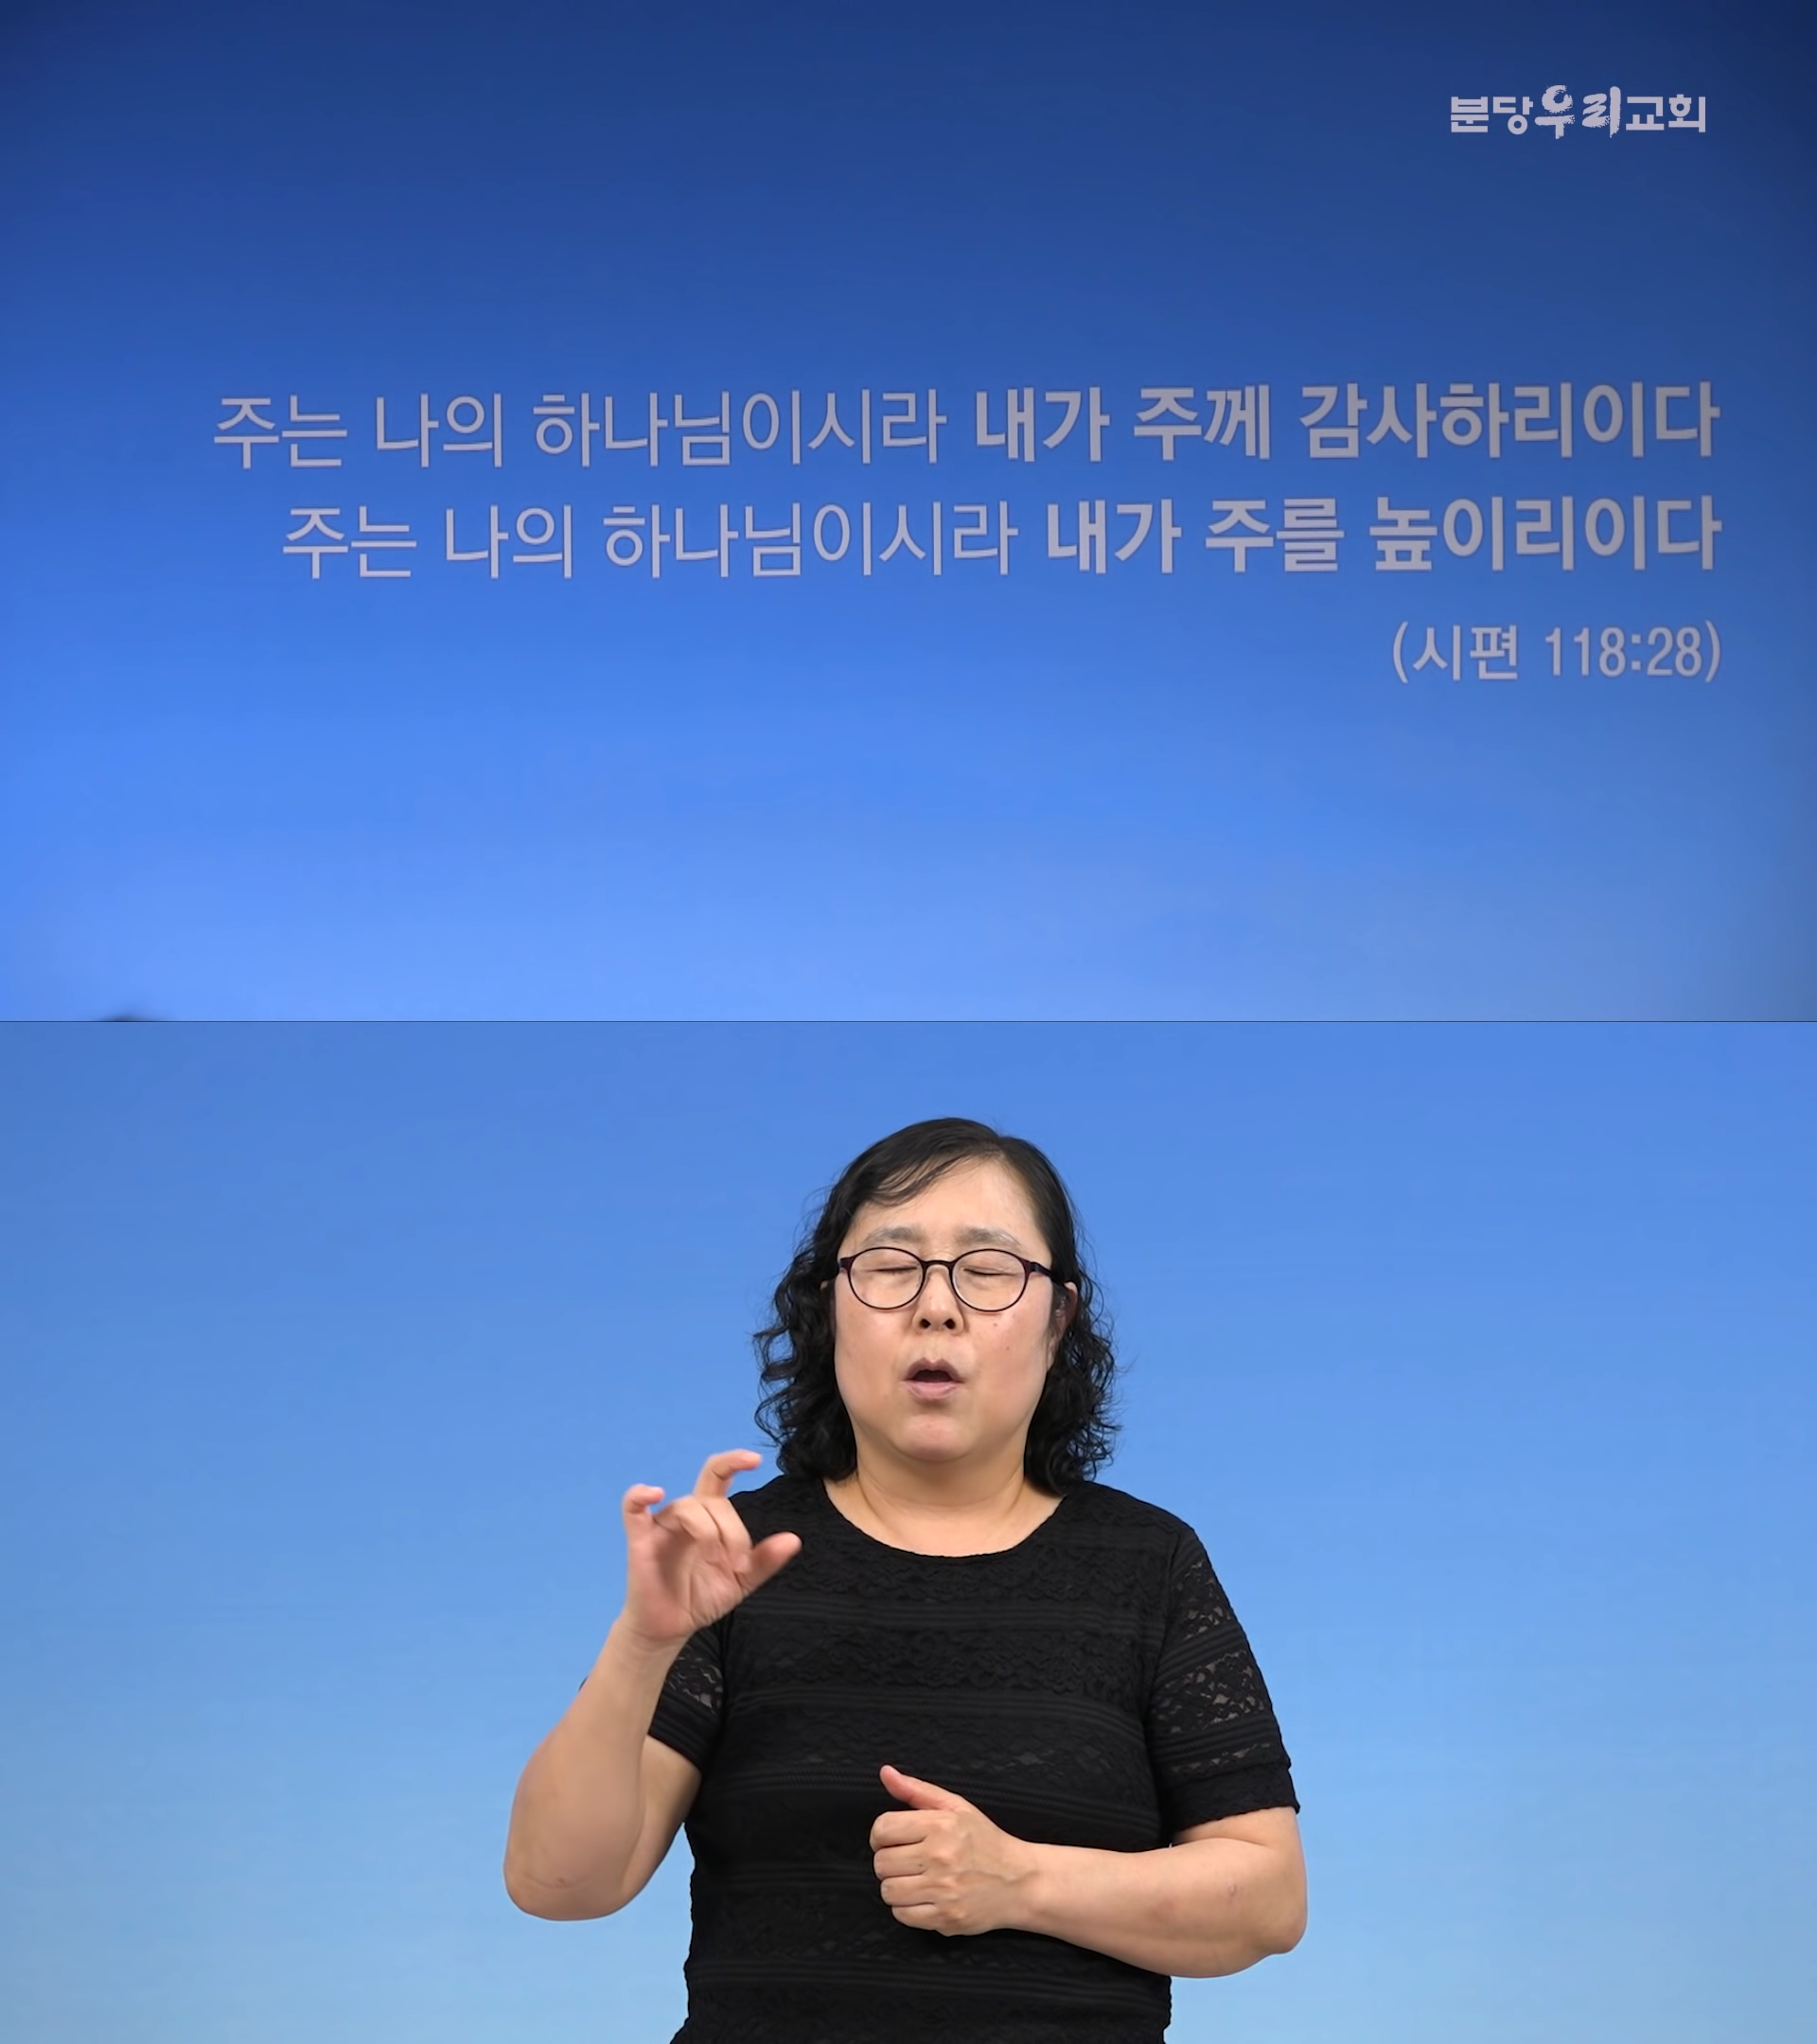 분당우리교회
주는 나의 하나님이시라 내가 주께 감사하리이다
주는 나의 하나님이시라 내가 주를 높이리이다
(시편 118:28)